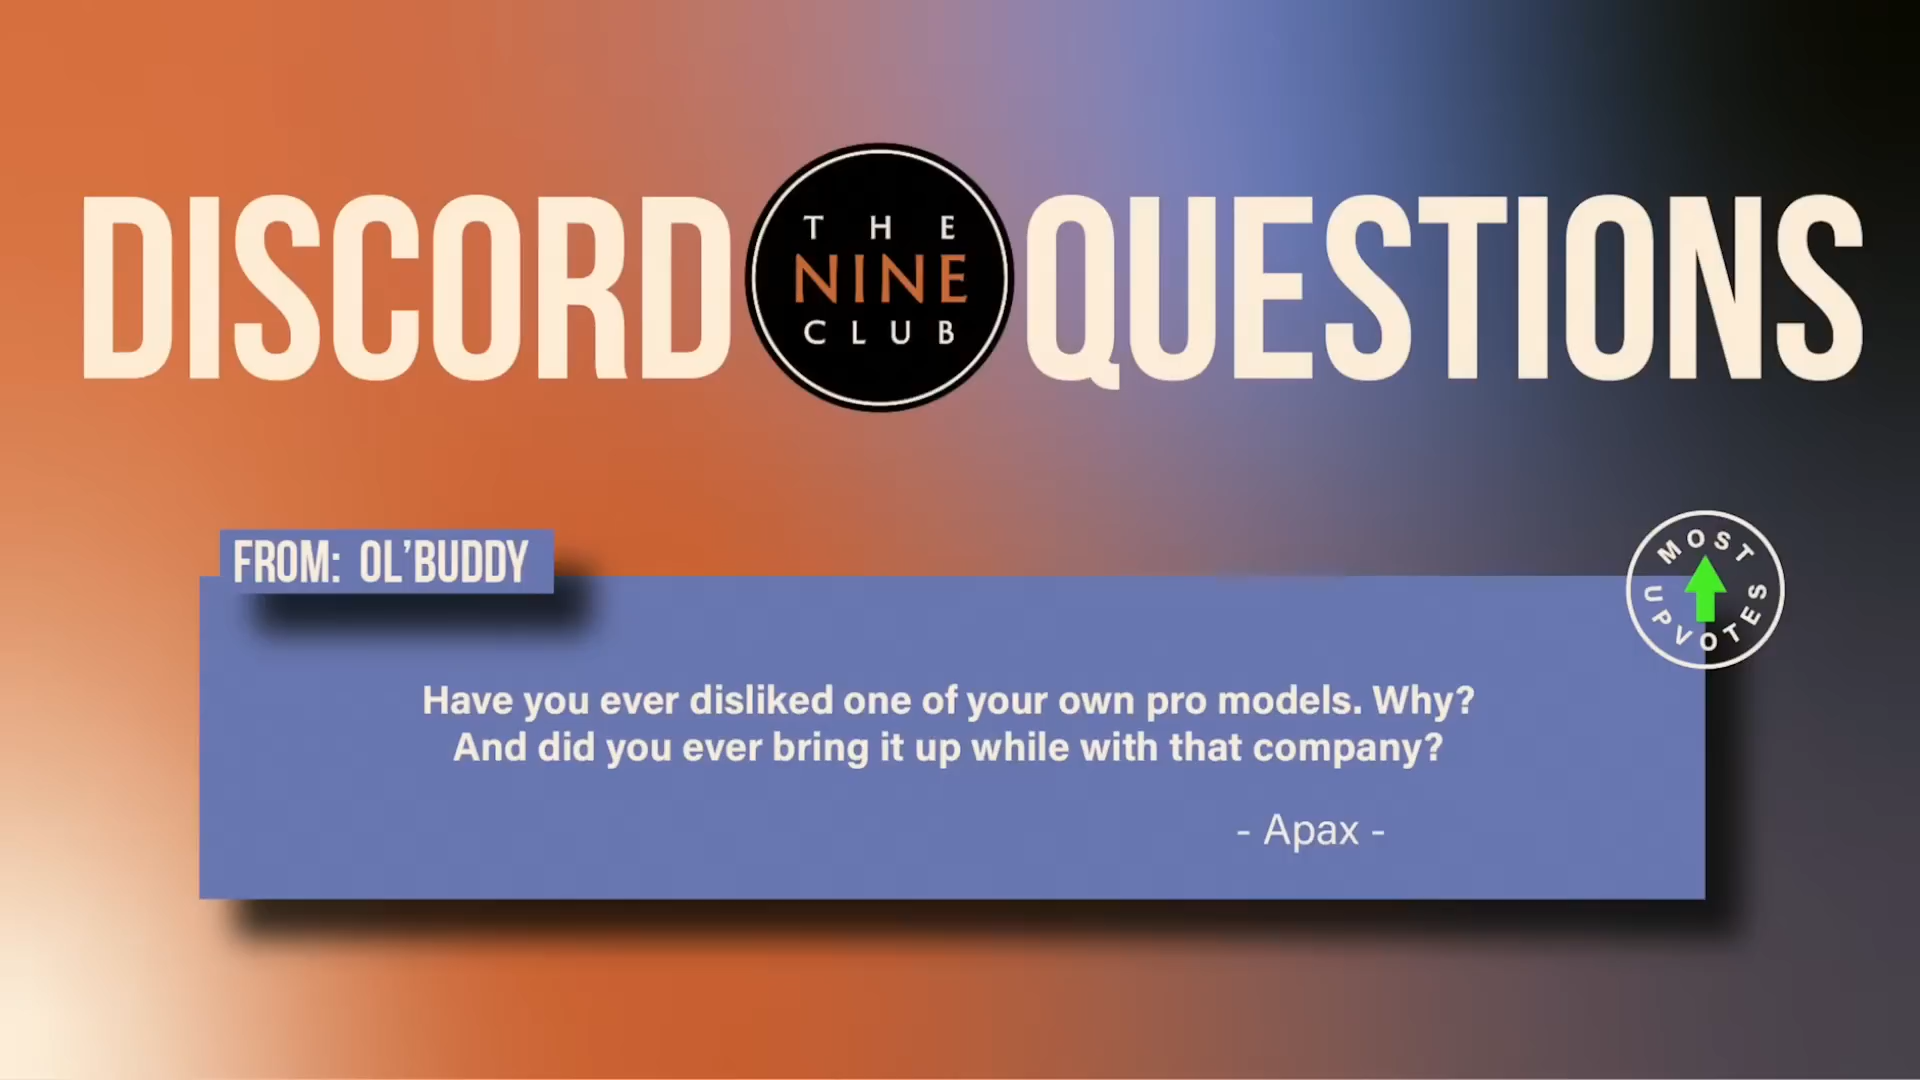 DISCORD THE NINE CLUB QUESTIONS
FROM: OL'BUDDY
MOST UPVOTES
Have you ever disliked one of your own pro models. Why?
And did you ever bring it up while with that company?
- Apax -